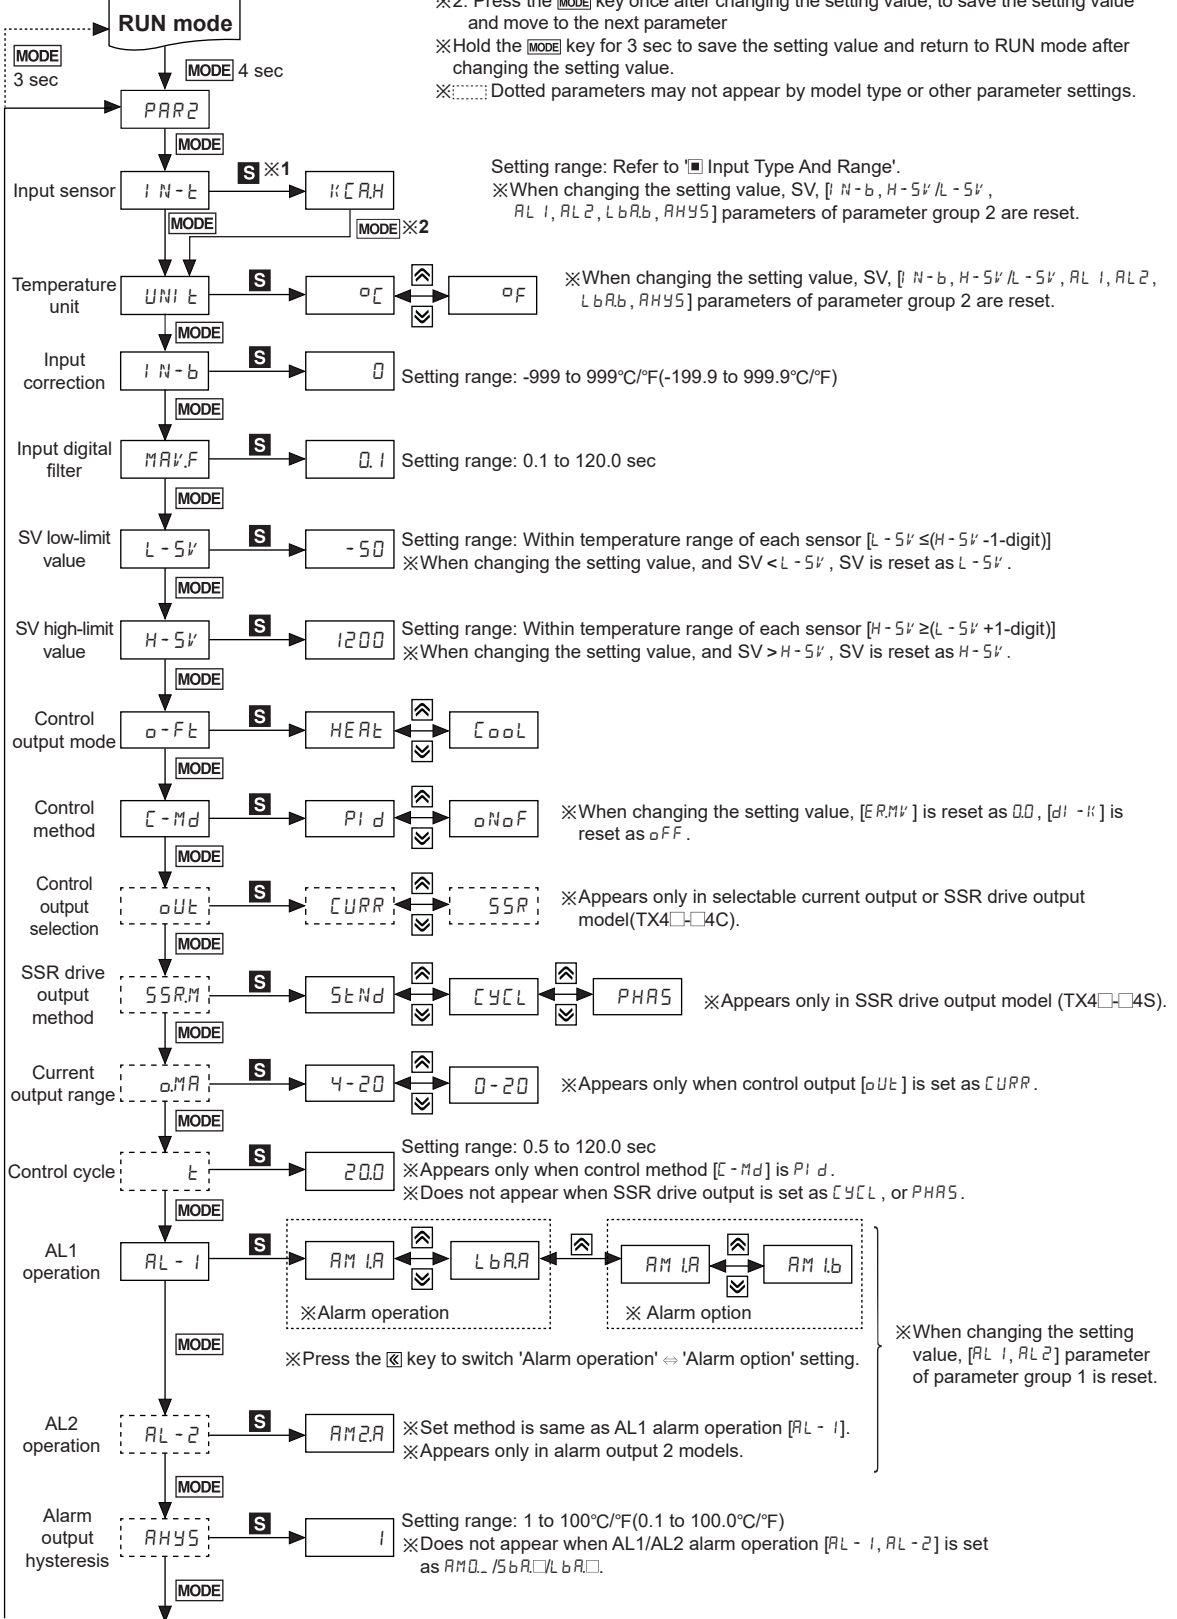 ※2: Press the MODE key once after changing the setting value, to save the setting value
and move to the next parameter
※Hold the MODE key for 3 sec to save the setting value and return to RUN mode after
changing the setting value.
※ Dotted parameters may not appear by model type or other parameter settings.
RUN mode
MODE
3 sec
MODE 4 sec
PAR2
MODE
Input sensor
IN-t
S ※1
KCA.H
Setting range: Refer to '▣ Input Type And Range'.
※When changing the setting value, SV, [IN-b, H-SV/L-SV,
AL1, AL2, LbA.b, AHYS] parameters of parameter group 2 are reset.
MODE
MODE ※2
Temperature
unit
UNIt
S
°C
°F
※When changing the setting value, SV, [IN-b, H-SV/L-SV, AL1, AL2,
LbA.b, AHYS] parameters of parameter group 2 are reset.
MODE
Input
correction
IN-b
S
0
Setting range: -999 to 999°C/°F(-199.9 to 999.9°C/°F)
MODE
Input digital
filter
MAV.F
S
0.1
Setting range: 0.1 to 120.0 sec
MODE
SV low-limit
value
L-SV
S
-50
Setting range: Within temperature range of each sensor [L-SV ≤(H-SV -1-digit)]
※When changing the setting value, and SV < L-SV, SV is reset as L-SV.
MODE
SV high-limit
value
H-SV
S
1200
Setting range: Within temperature range of each sensor [H-SV ≥(L-SV +1-digit)]
※When changing the setting value, and SV > H-SV, SV is reset as H-SV.
MODE
Control
output mode
o-Ft
S
HEAt
CooL
MODE
Control
method
C-Md
S
PId
oNoF
※When changing the setting value, [ER.MV] is reset as 0.0, [dI-K] is
reset as oFF.
MODE
Control
output
selection
oUt
S
CURR
SSR
※Appears only in selectable current output or SSR drive output
model(TX4□-□4C).
MODE
SSR drive
output
method
SSR.M
S
StNd
CYCL
PHAS
※Appears only in SSR drive output model (TX4□-□4S).
MODE
Current
output range
o.MA
S
4-20
0-20
※Appears only when control output [oUt] is set as CURR.
MODE
Control cycle
t
S
20.0
Setting range: 0.5 to 120.0 sec
※Appears only when control method [C-Md] is PId.
※Does not appear when SSR drive output is set as CYCL, or PHAS.
MODE
AL1
operation
AL-1
S
AM1.A
LbA.A
※Alarm operation
AM1.A
AM1.b
※ Alarm option
※Press the key to switch 'Alarm operation' ⇔ 'Alarm option' setting.
※When changing the setting
value, [AL1, AL2] parameter
of parameter group 1 is reset.
MODE
AL2
operation
AL-2
S
AM2.A
※Set method is same as AL1 alarm operation [AL-1].
※Appears only in alarm output 2 models.
MODE
Alarm
output
hysteresis
AHYS
S
1
Setting range: 1 to 100°C/°F(0.1 to 100.0°C/°F)
※Does not appear when AL1/AL2 alarm operation [AL-1, AL-2] is set
as AM0._ /SbA.□/LbA.□.
MODE